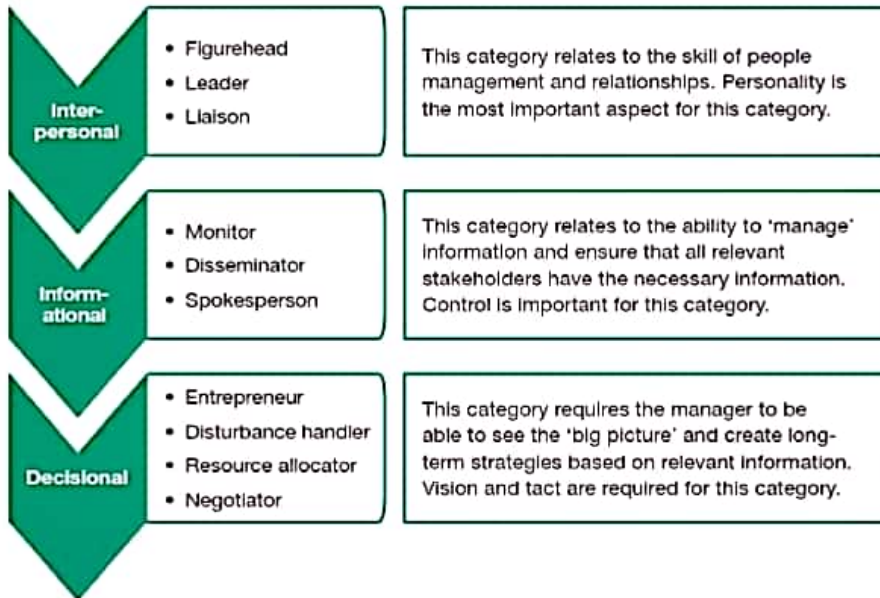 Inter-
personal
• Figurehead
• Leader
• Liaison
This category relates to the skill of people
management and relationships. Personality is
the most important aspect for this category.
Inform-
ational
• Monitor
• Disseminator
• Spokesperson
This category relates to the ability to ‘manage’
information and ensure that all relevant
stakeholders have the necessary information.
Control is important for this category.
Decisional
• Entrepreneur
• Disturbance handler
• Resource allocator
• Negotiator
This category requires the manager to be
able to see the ‘big picture’ and create long-
term strategies based on relevant information.
Vision and tact are required for this category.